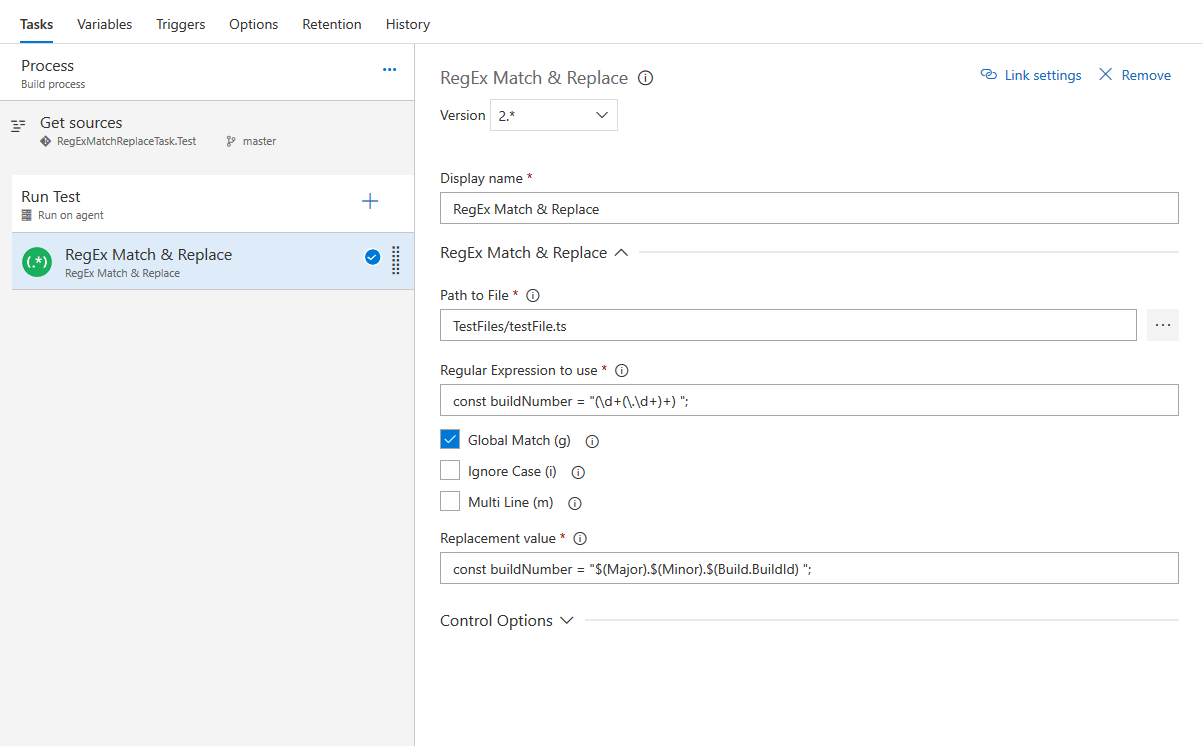 Tasks Variables Triggers Options Retention History
Process
Build process
Get sources
RegExMatchReplaceTask.Test master
Run Test
Run on agent
(.*)
RegEx Match & Replace
RegEx Match & Replace
RegEx Match & Replace
Link settings Remove
Version 2.*
Display name *
RegEx Match & Replace
RegEx Match & Replace
Path to File *
TestFiles/testFile.ts
Regular Expression to use *
const buildNumber = "(\d+(\.\d+)+) ";
Global Match (g)
Ignore Case (i)
Multi Line (m)
Replacement value *
const buildNumber = "$(Major).$(Minor).$(Build.BuildId) ";
Control Options